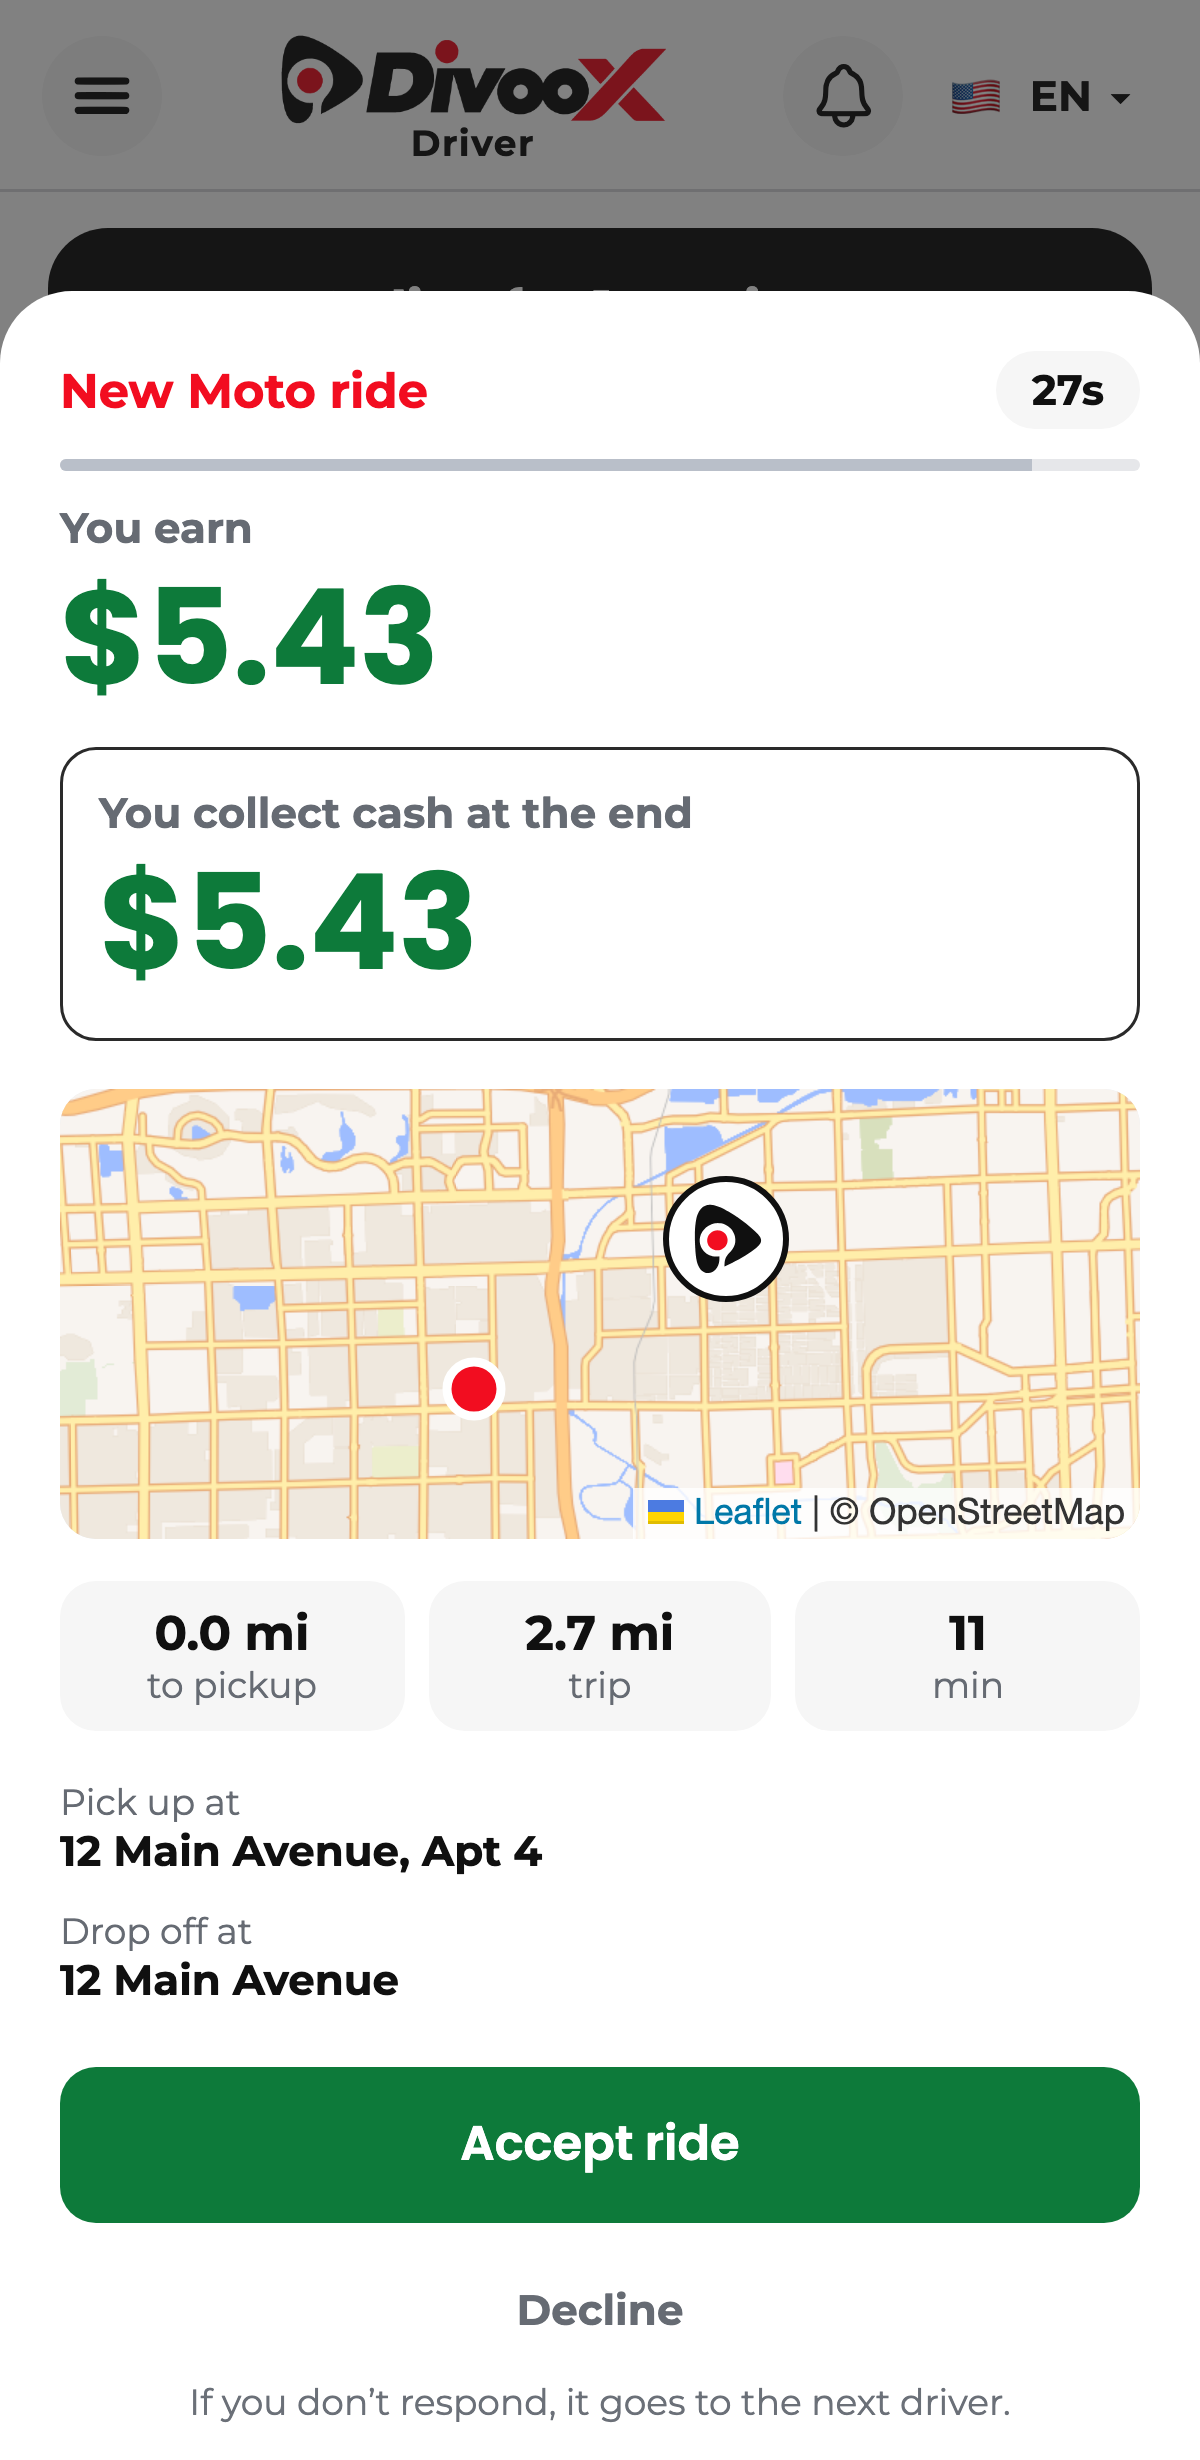 DivooX
Driver
EN
New Moto ride
27s
You earn
$5.43
You collect cash at the end
$5.43
Leaflet | © OpenStreetMap
0.0 mi
to pickup
2.7 mi
trip
11
min
Pick up at
12 Main Avenue, Apt 4
Drop off at
12 Main Avenue
Accept ride
Decline
If you don’t respond, it goes to the next driver.